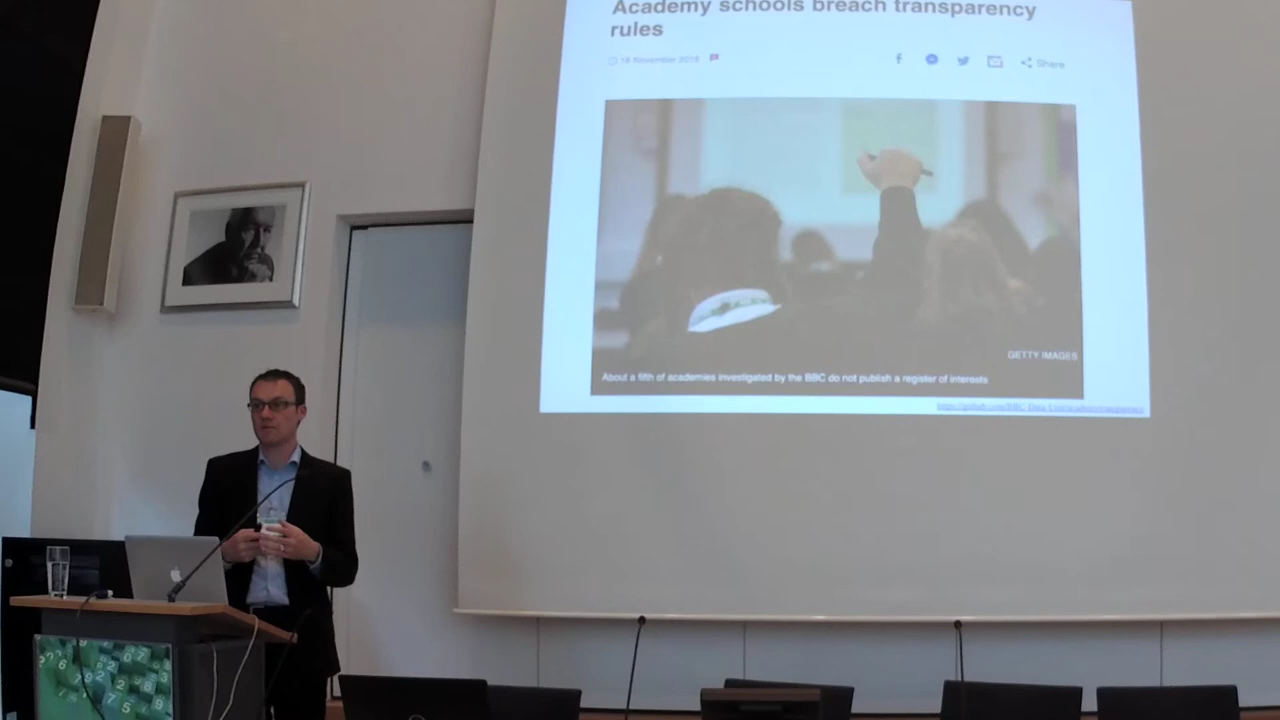 Academy schools breach transparency
rules
18 November 2016
Share
GETTY IMAGES
About a fifth of academies investigated by the BBC do not publish a register of interests